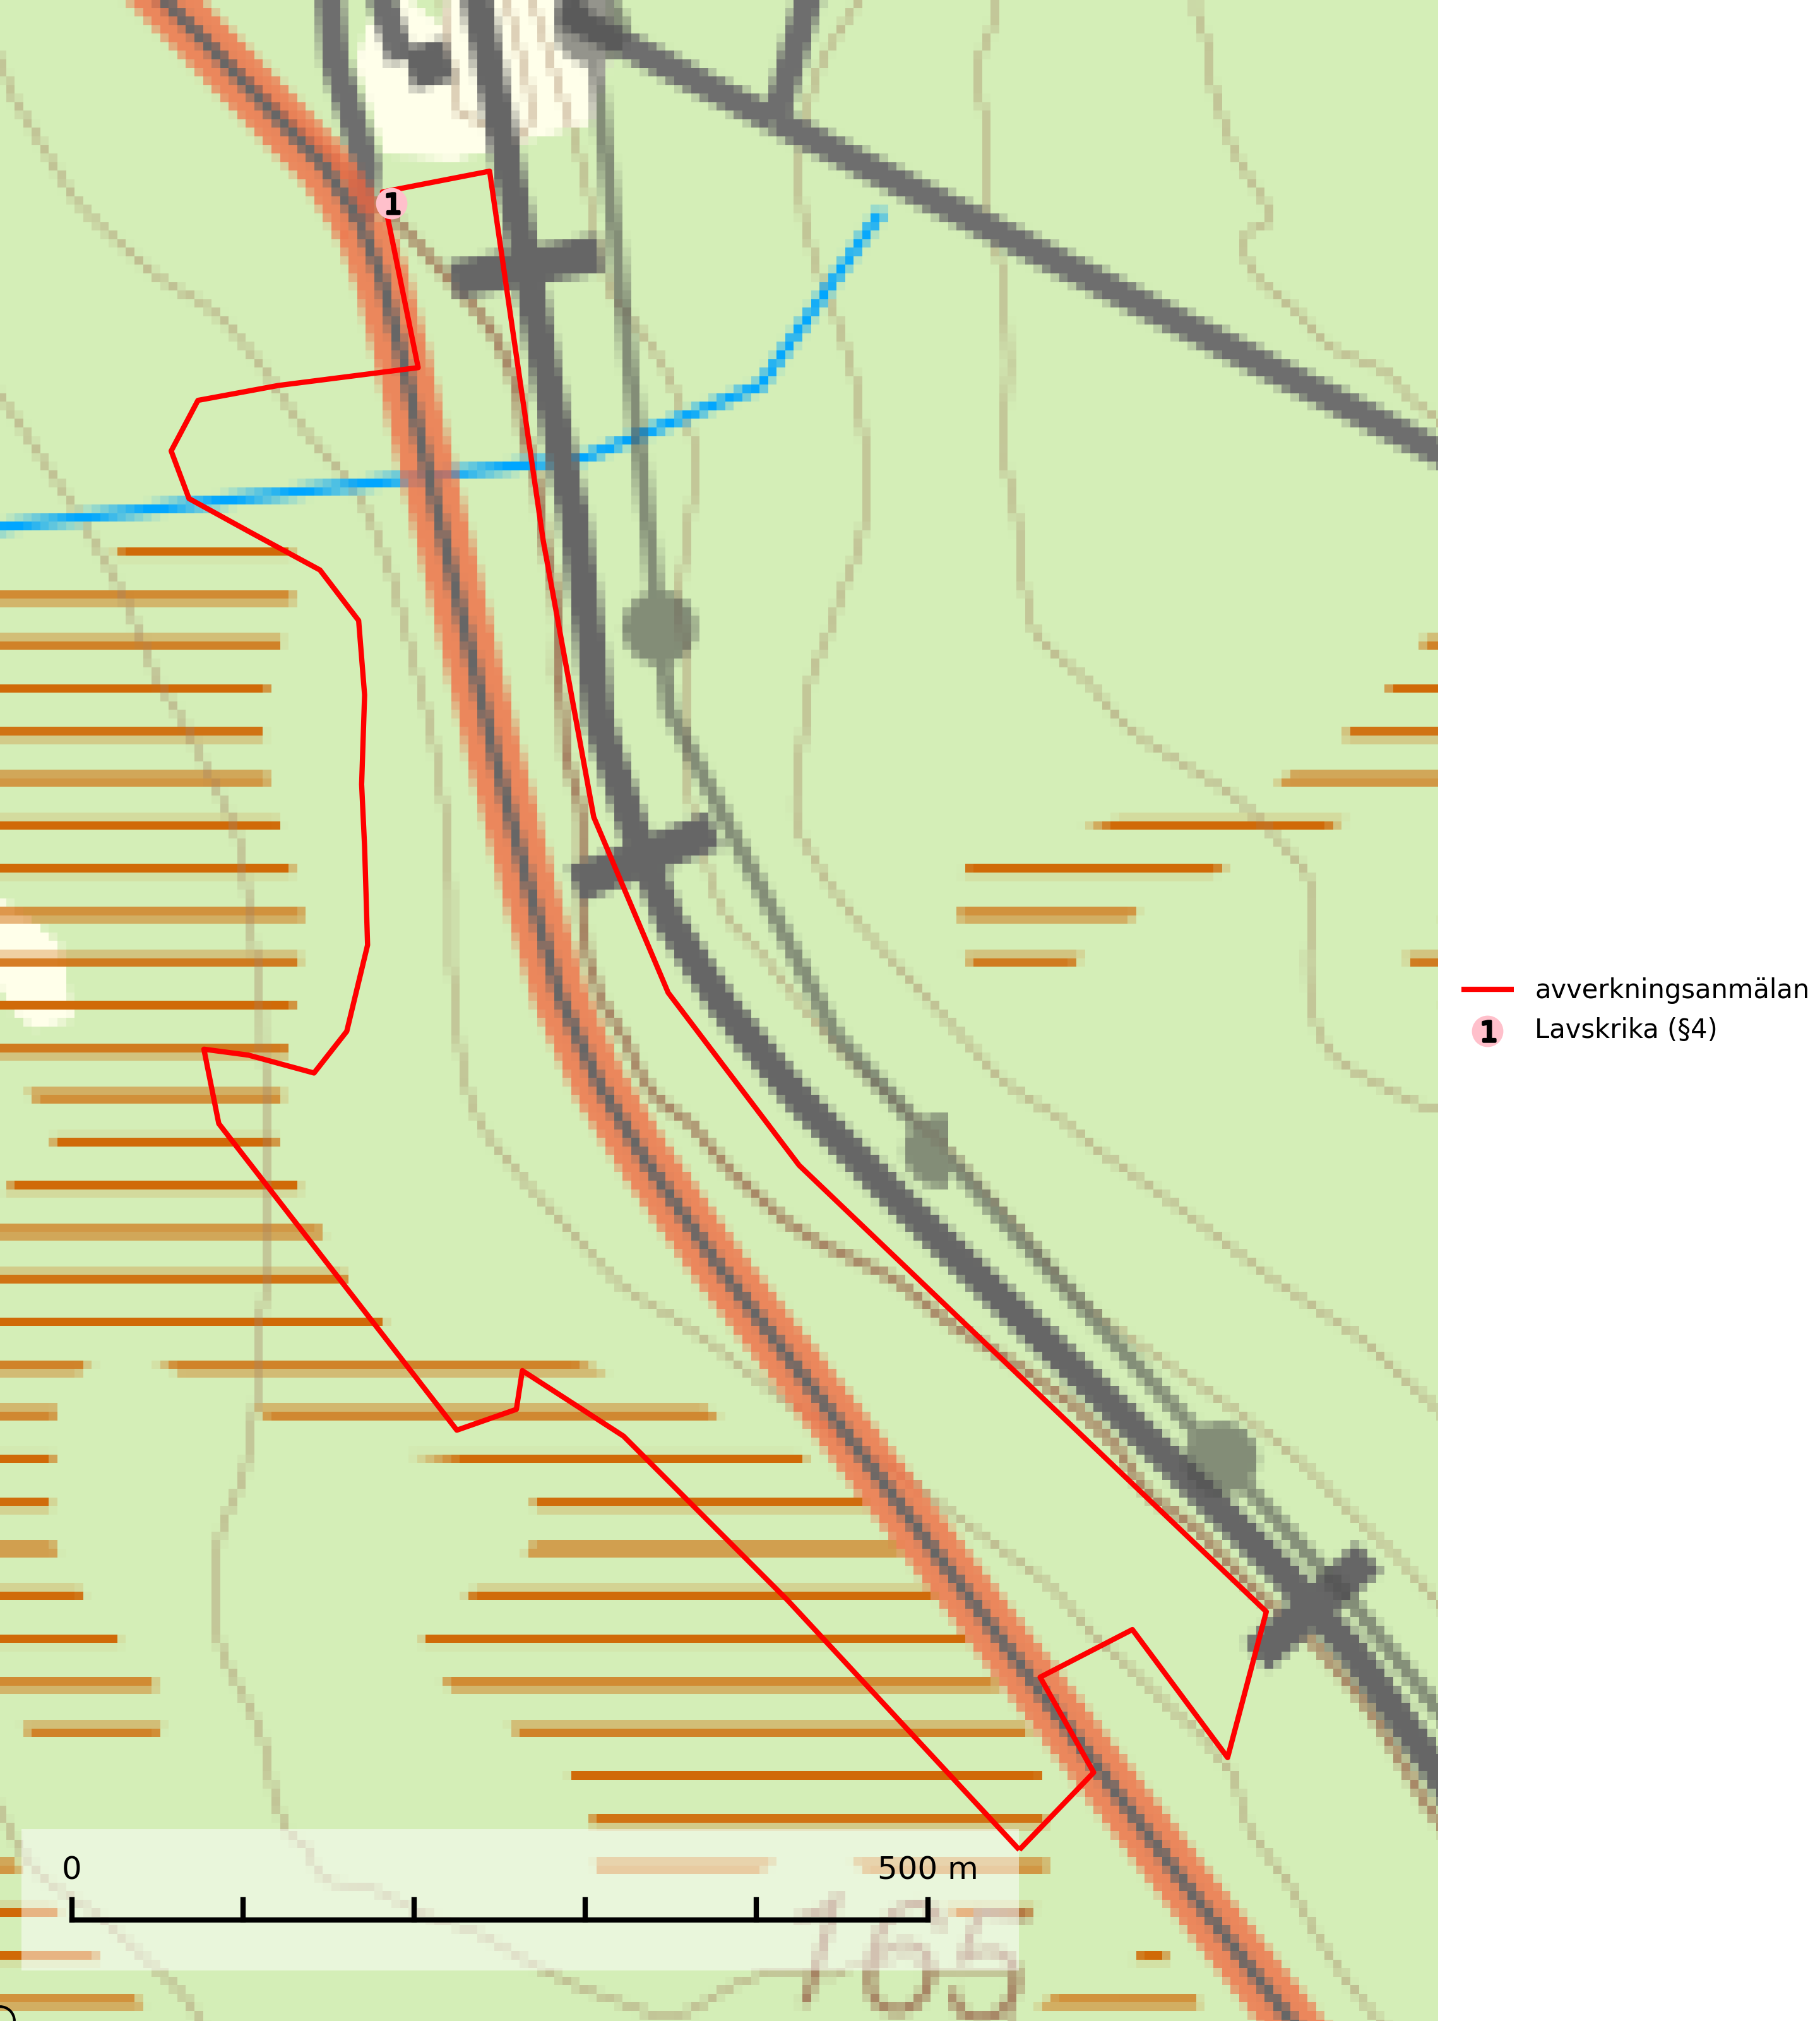 1
avverkningsanmälan
1 Lavskrika (§4)
0 500 m
165